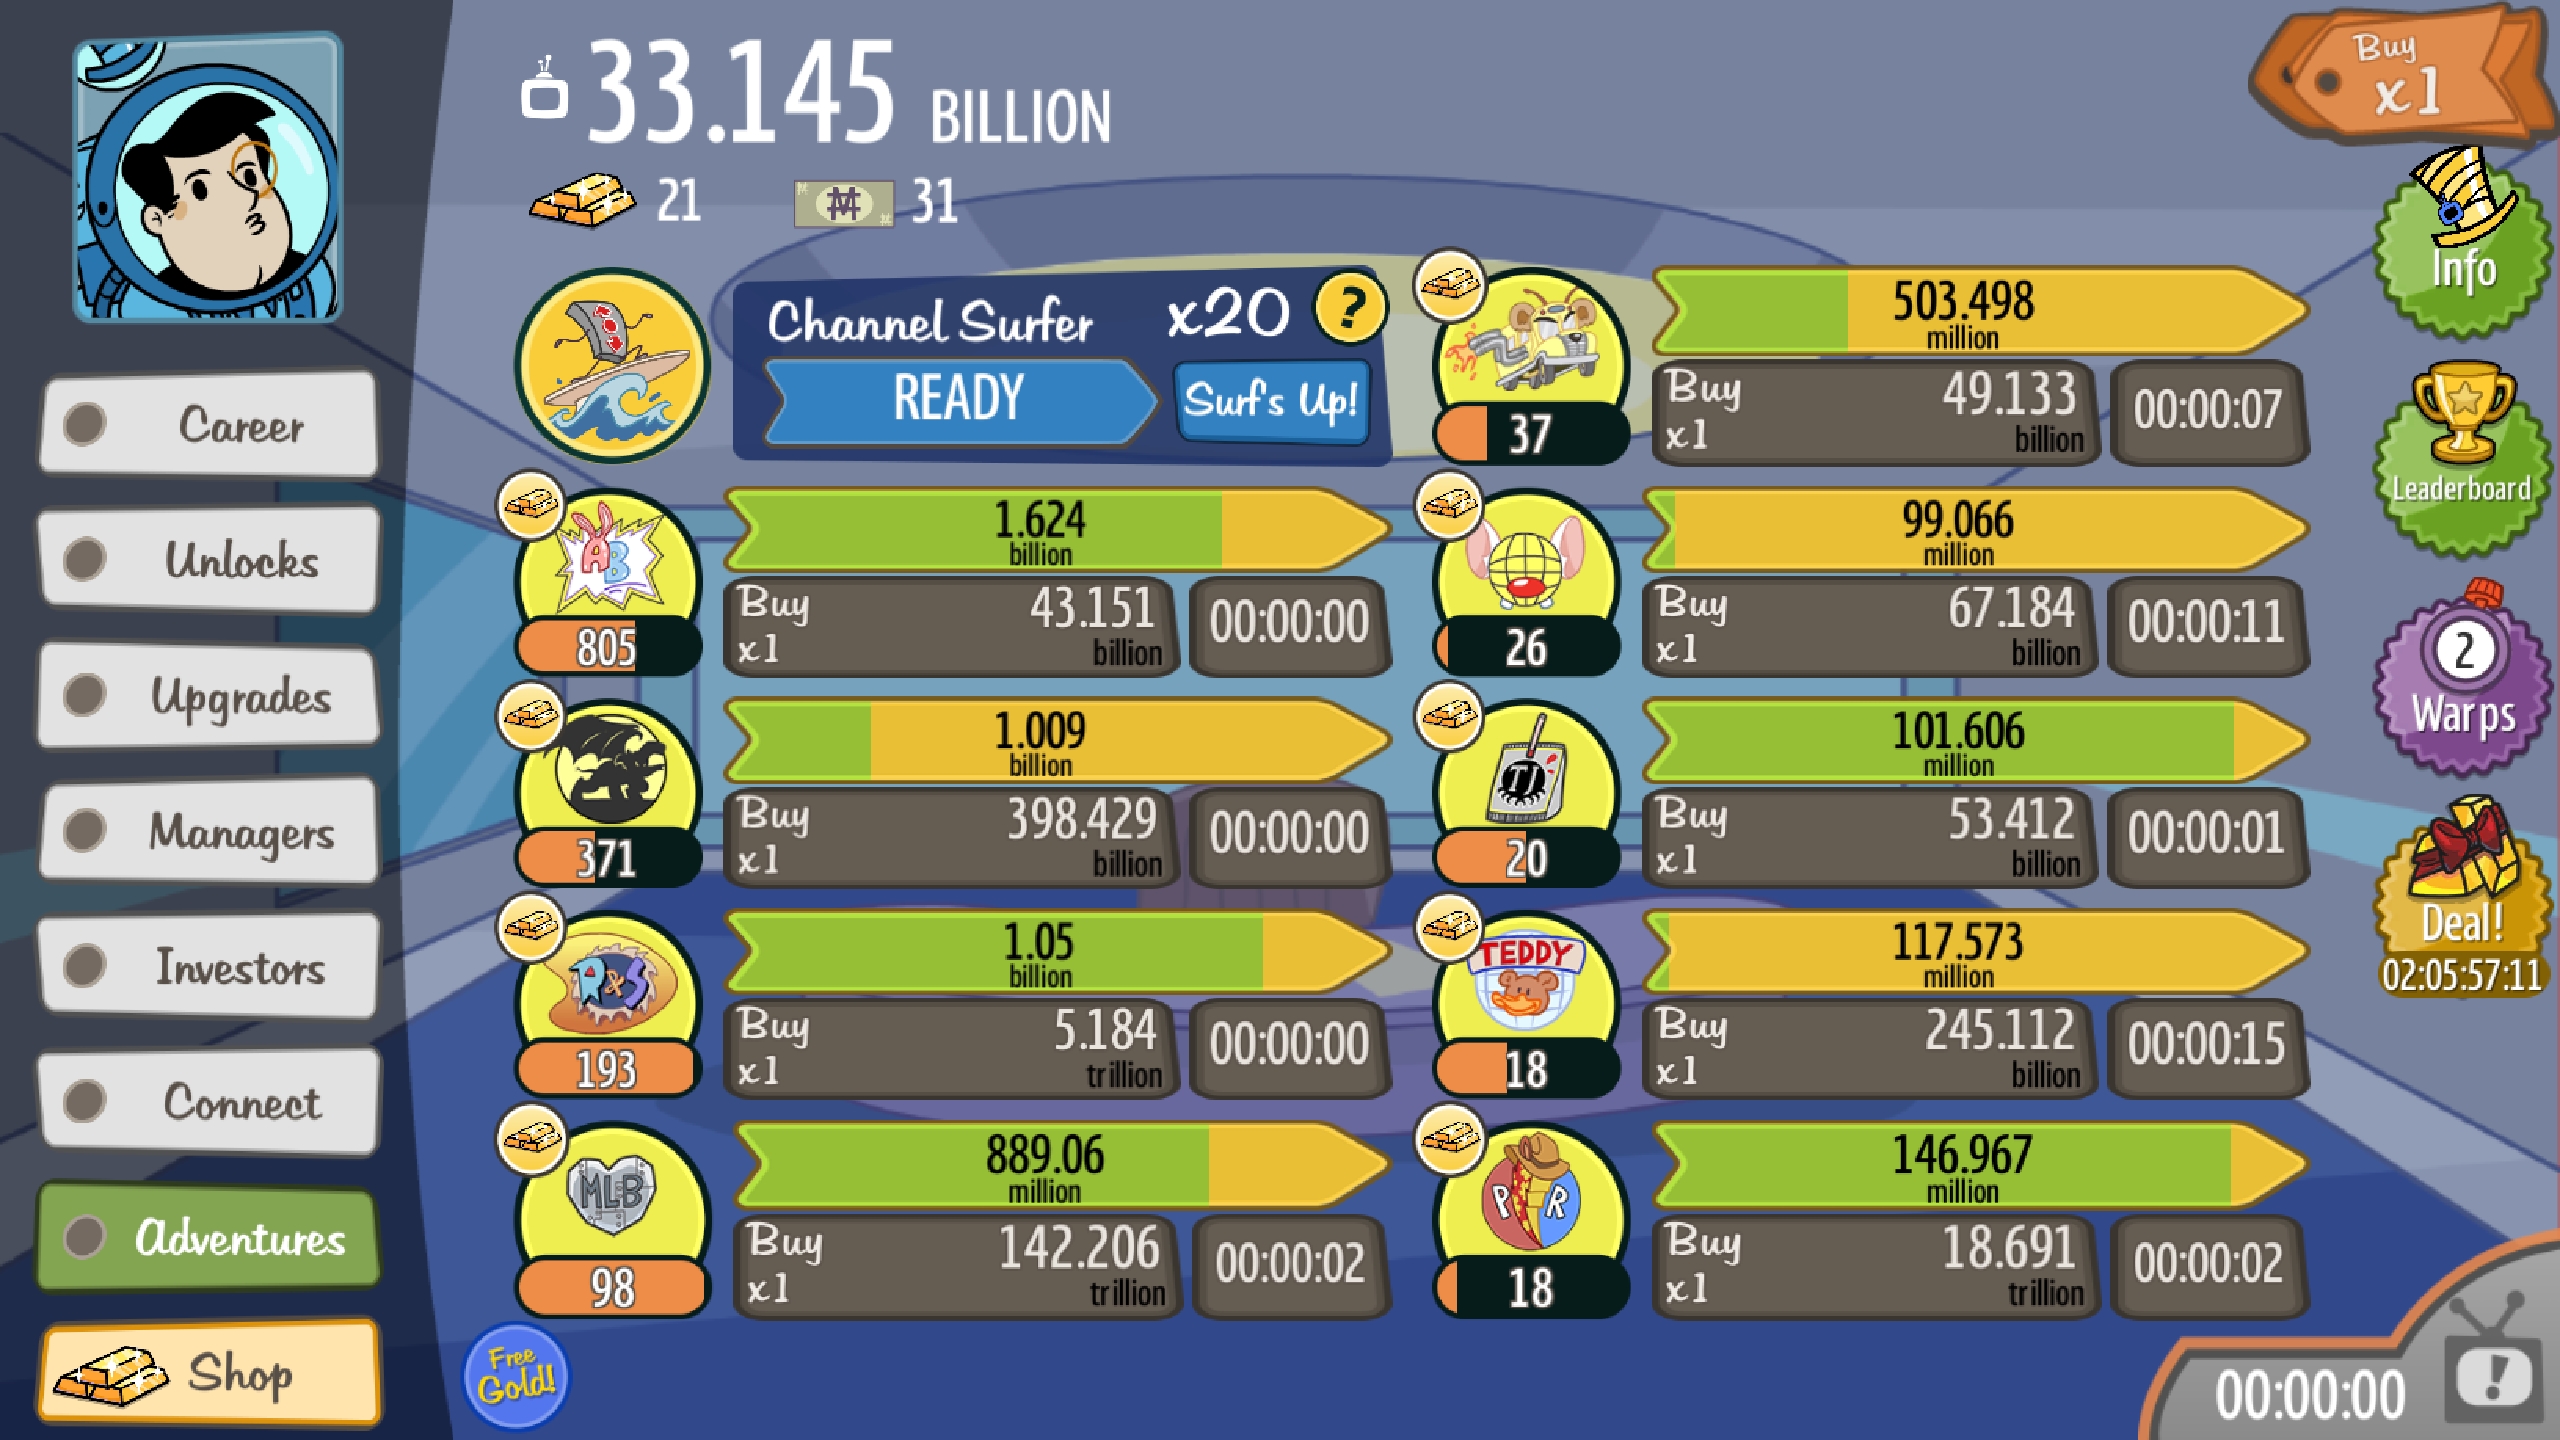 33.145 BILLION
21
31
Buy
x1
Career
Unlocks
Upgrades
Managers
Investors
Connect
Adventures
Shop
Channel Surfer x20 ?
READY
Surf's Up!
37
503.498
million
Buy
x1
49.133
billion
00:00:07
AB
805
1.624
billion
Buy
x1
43.151
billion
00:00:00
26
99.066
million
Buy
x1
67.184
billion
00:00:11
371
1.009
billion
Buy
x1
398.429
billion
00:00:00
TJ
20
101.606
million
Buy
x1
53.412
billion
00:00:01
R&S
193
1.05
billion
Buy
x1
5.184
trillion
00:00:00
TEDDY
18
117.573
million
Buy
x1
245.112
billion
00:00:15
MLB
98
889.06
million
Buy
x1
142.206
trillion
00:00:02
P R
18
146.967
million
Buy
x1
18.691
trillion
00:00:02
Info
Leaderboard
2
Warps
Deal!
02:05:57:11
Free
Gold!
00:00:00
!